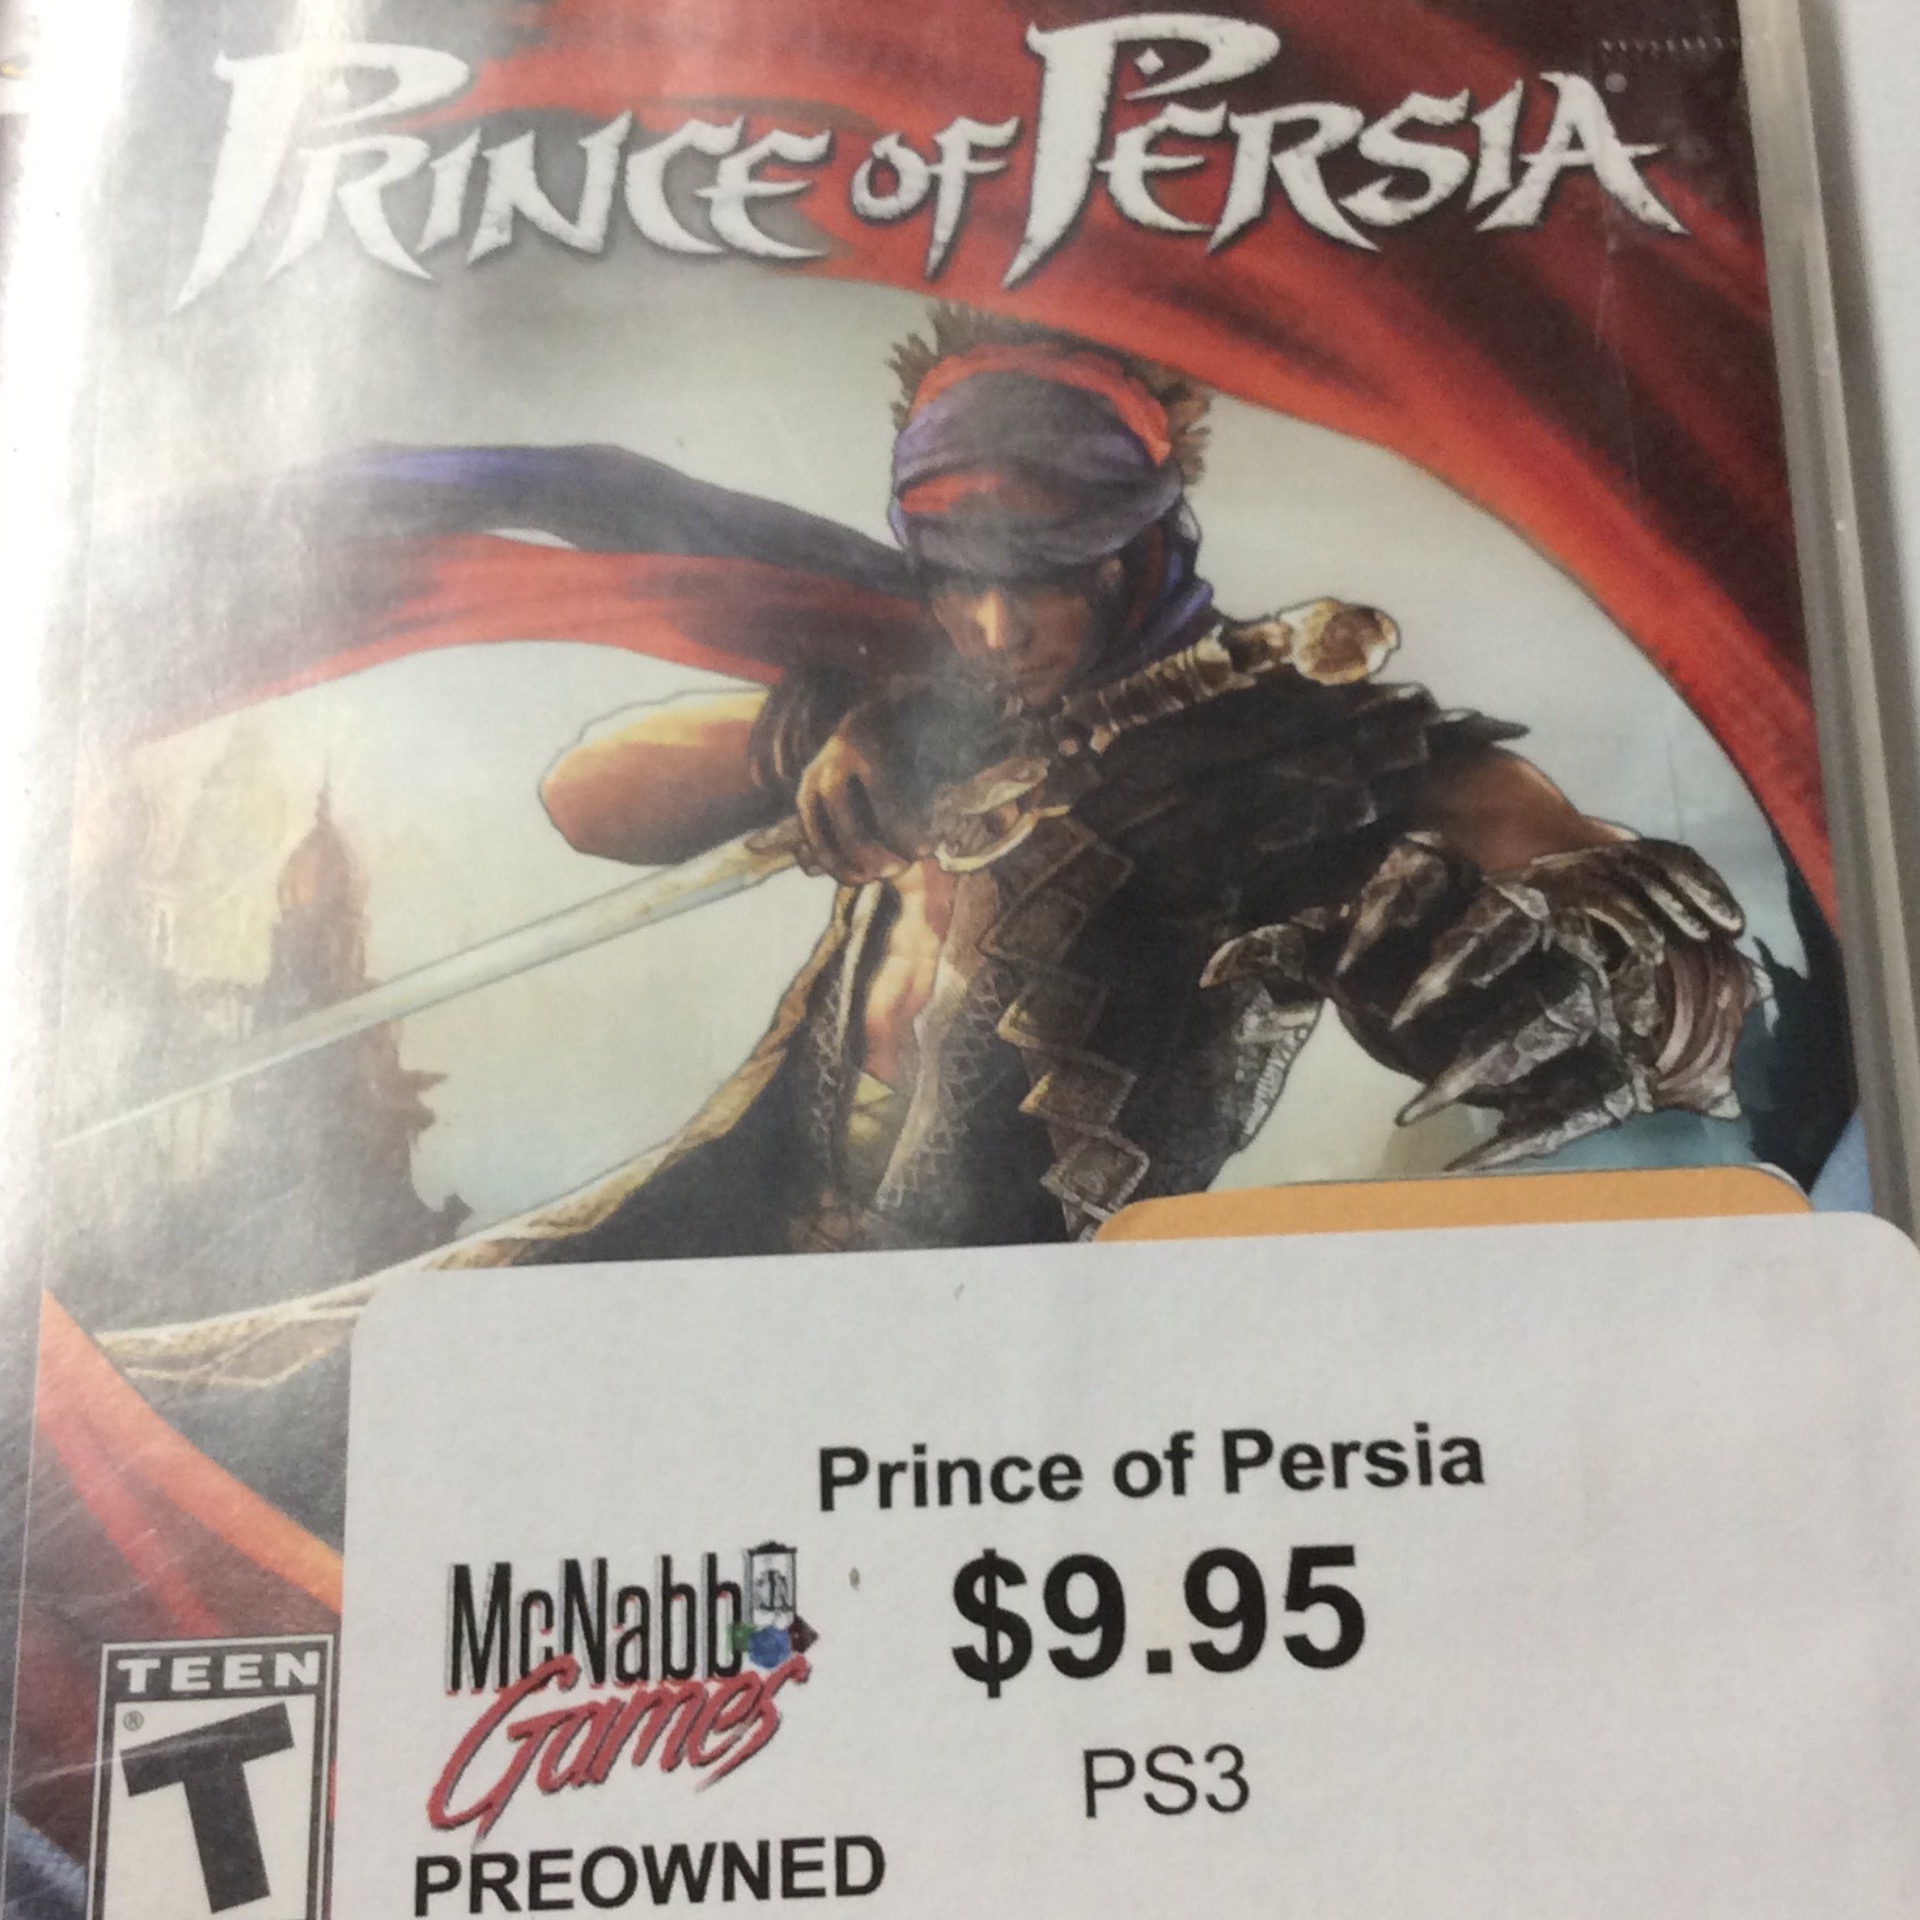 PRINCE OF PERSIA
Prince of Persia
McNabb
Games
$9.95
PS3
PREOWNED
TEEN
®
T